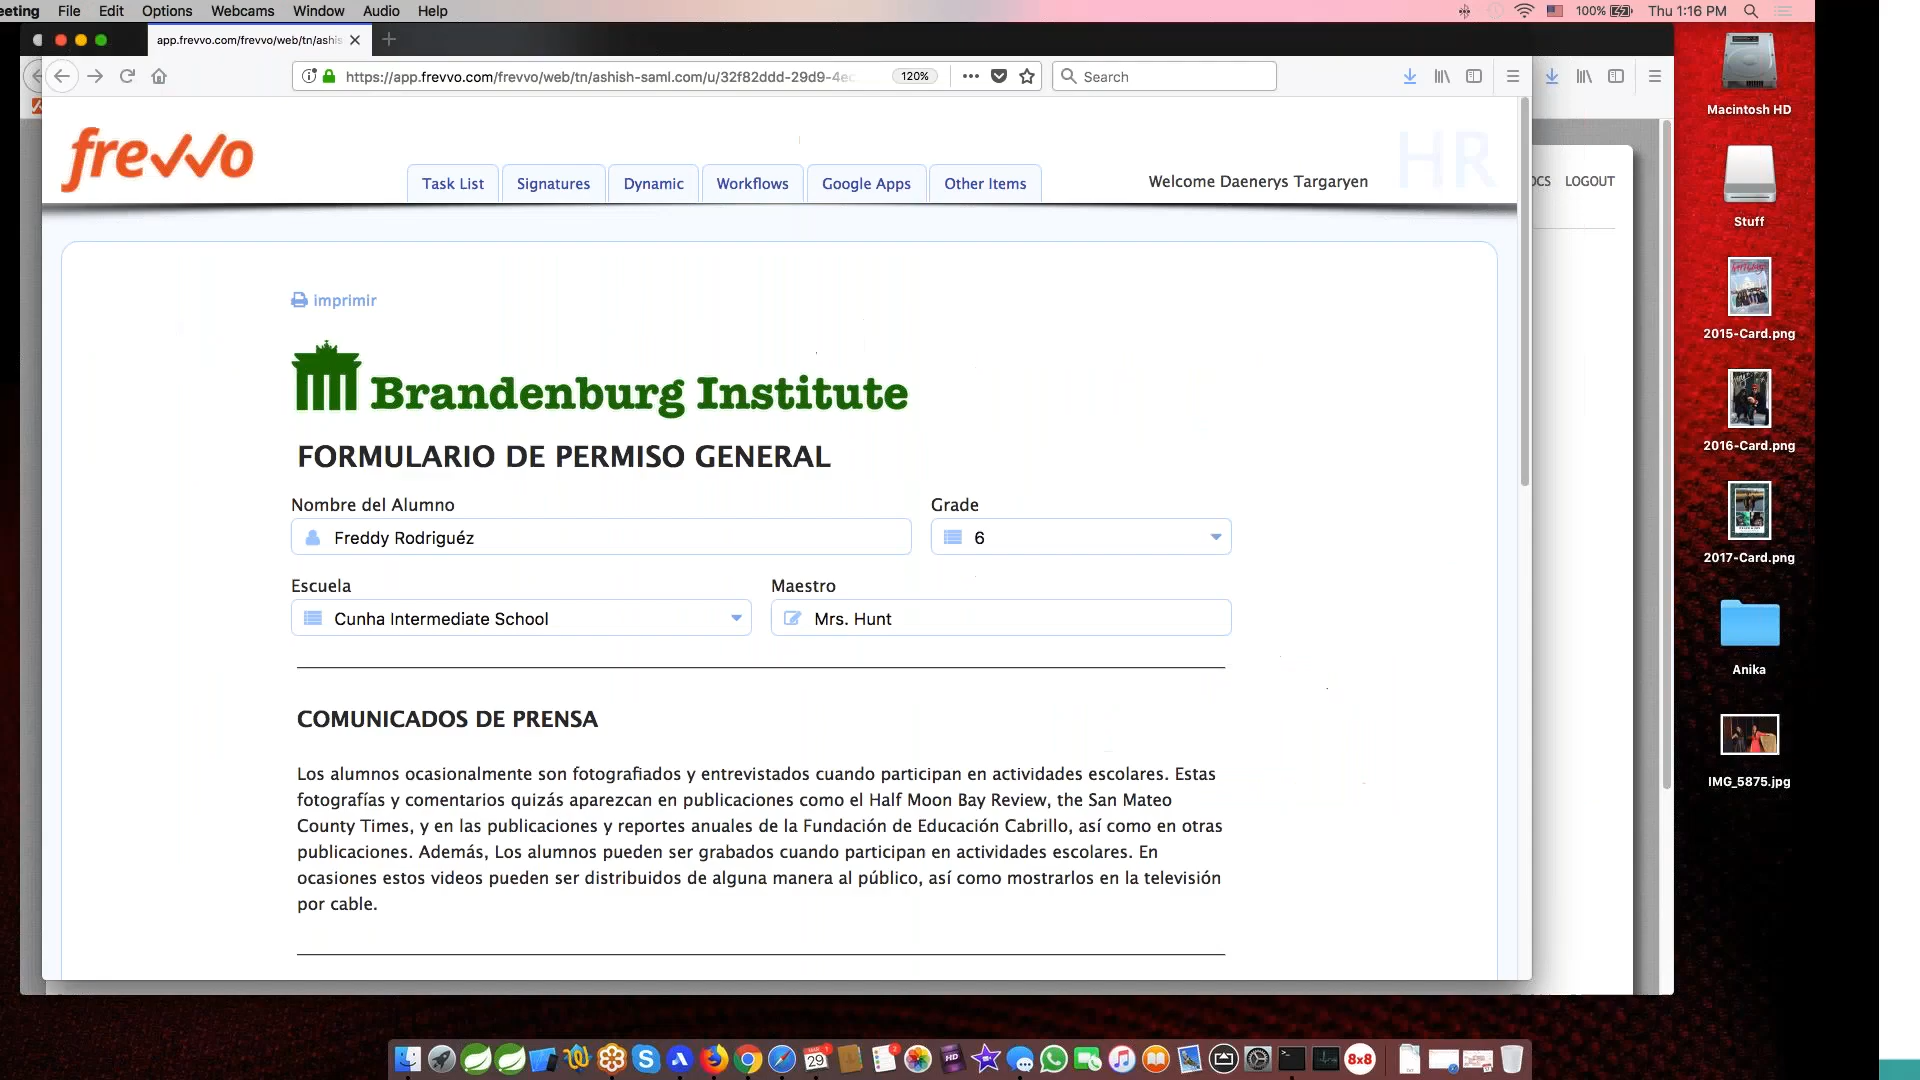 eeting File Edit Options Webcams Window Audio Help 100% Thu 1:16 PM
app.frevvo.com/frevvo/web/tn/ashis
https://app.frevvo.com/frevvo/web/tn/ashish-saml.com/u/32f82ddd-29d9-4ec 120% Search
frevvo
HR
Task List Signatures Dynamic Workflows Google Apps Other Items Welcome Daenerys Targaryen
OCS LOGOUT
imprimir
Brandenburg Institute
FORMULARIO DE PERMISO GENERAL
Nombre del Alumno Grade
Freddy Rodriguéz 6
Escuela Maestro
Cunha Intermediate School Mrs. Hunt
COMUNICADOS DE PRENSA
Los alumnos ocasionalmente son fotografiados y entrevistados cuando participan en actividades escolares. Estas
fotografías y comentarios quizás aparezcan en publicaciones como el Half Moon Bay Review, the San Mateo
County Times, y en las publicaciones y reportes anuales de la Fundación de Educación Cabrillo, así como en otras
publicaciones. Además, Los alumnos pueden ser grabados cuando participan en actividades escolares. En
ocasiones estos videos pueden ser distribuidos de alguna manera al público, así como mostrarlos en la televisión
por cable.
Macintosh HD
Stuff
2015-Card.png
2016-Card.png
2017-Card.png
Anika
IMG_5875.jpg
29
HD
8x8